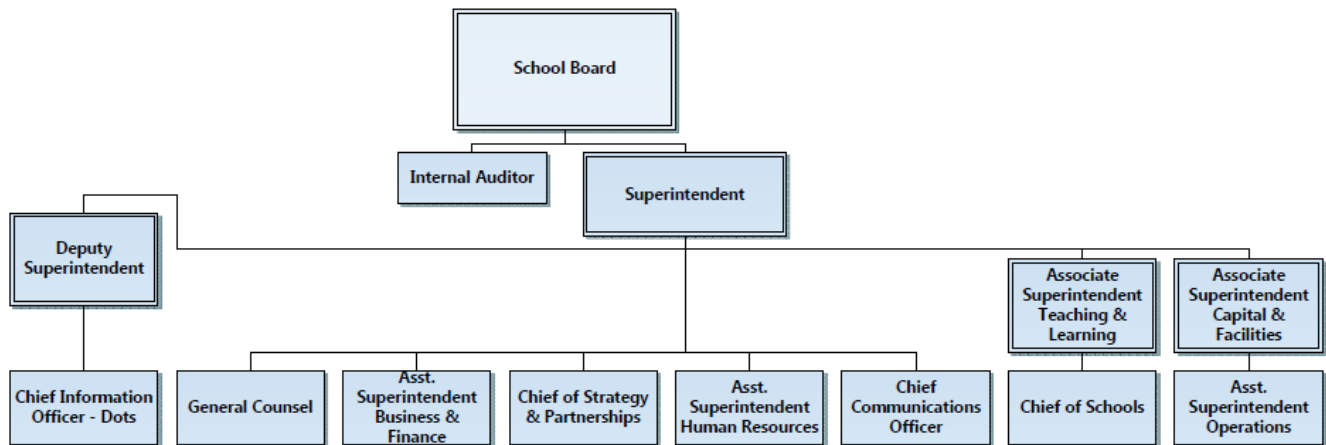 School Board
Internal Auditor
Superintendent
Deputy
Superintendent
Associate
Superintendent
Teaching &
Learning
Associate
Superintendent
Capital &
Facilities
Chief Information
Officer - Dots
General Counsel
Asst.
Superintendent
Business &
Finance
Chief of Strategy
& Partnerships
Asst.
Superintendent
Human Resources
Chief
Communications
Officer
Chief of Schools
Asst.
Superintendent
Operations